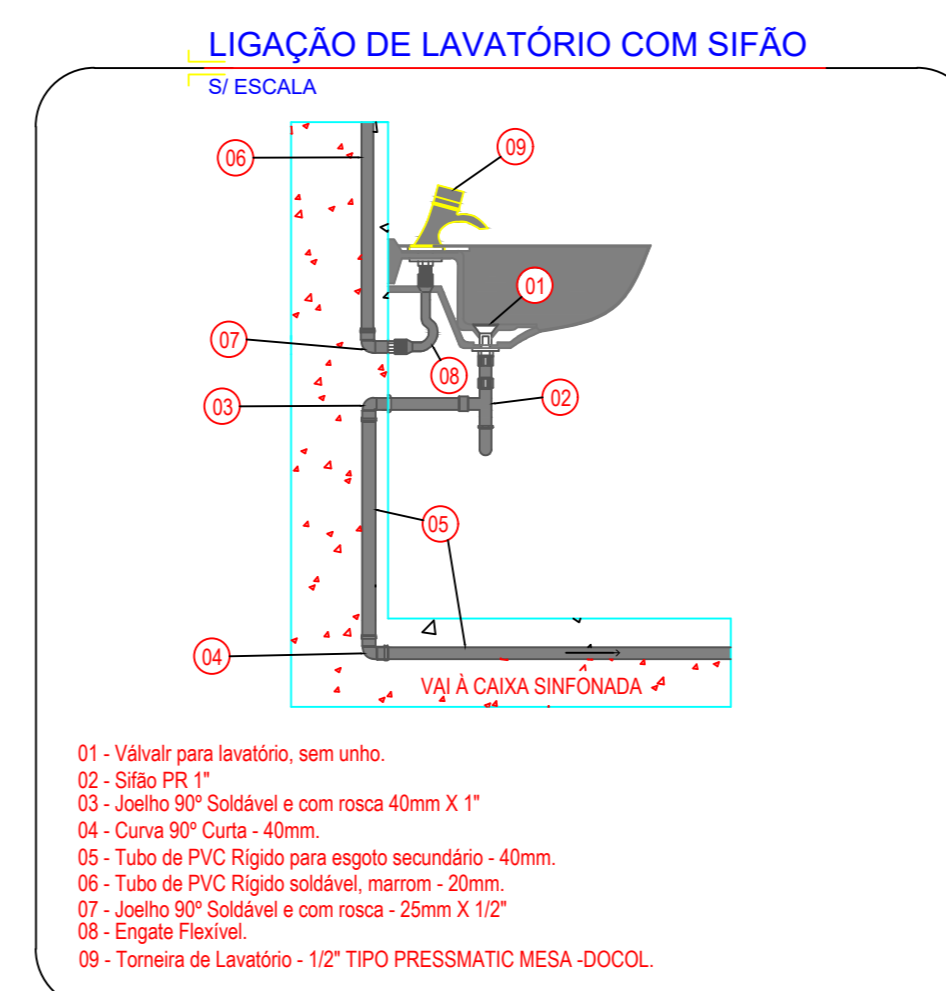 LIGAÇÃO DE LAVATÓRIO COM SIFÃO
S/ ESCALA
06
09
01
07
08
03
02
05
04
VAI À CAIXA SINFONADA
01 - Válvalr para lavatório, sem unho.
02 - Sifão PR 1"
03 - Joelho 90º Soldável e com rosca 40mm X 1"
04 - Curva 90º Curta - 40mm.
05 - Tubo de PVC Rígido para esgoto secundário - 40mm.
06 - Tubo de PVC Rígido soldável, marrom - 20mm.
07 - Joelho 90º Soldável e com rosca - 25mm X 1/2"
08 - Engate Flexível.
09 - Torneira de Lavatório - 1/2" TIPO PRESSMATIC MESA -DOCOL.